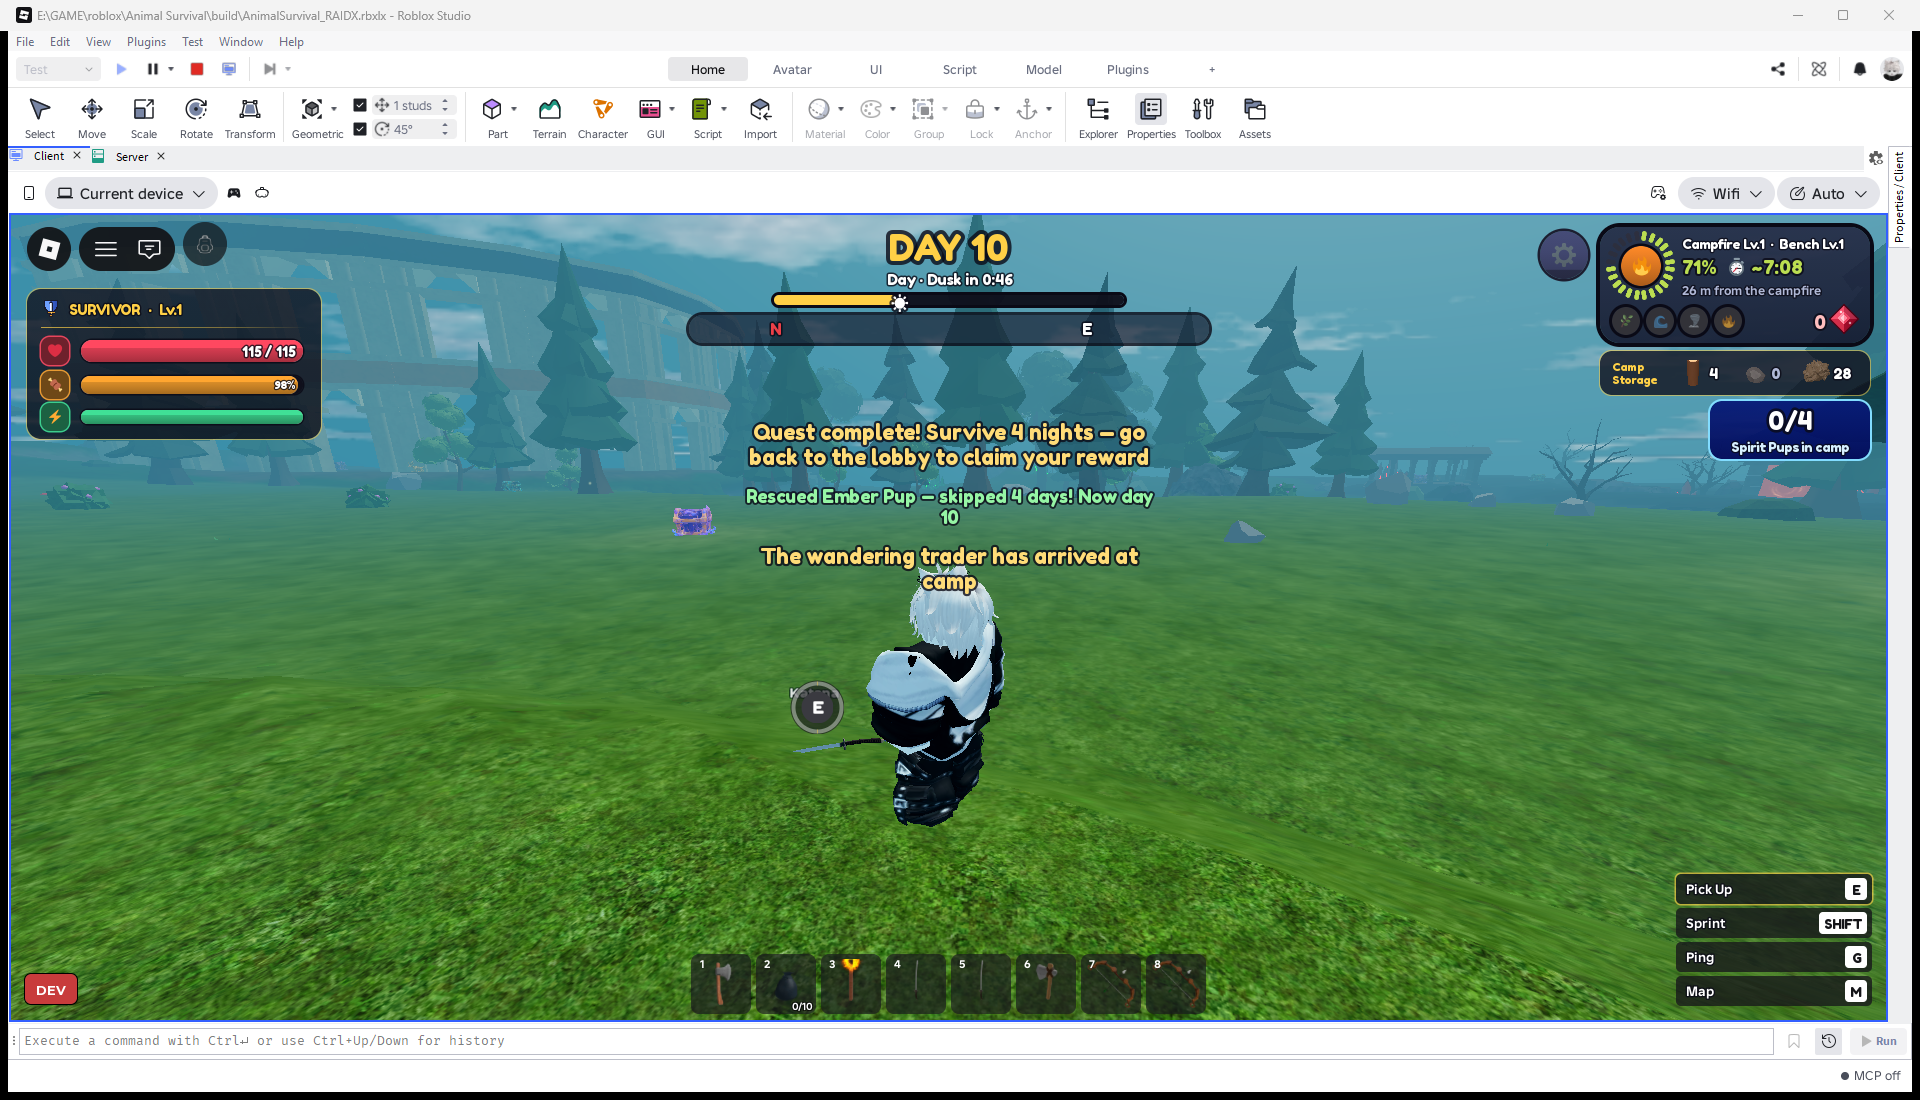 E:\GAME\roblox\Animal Survival\build\AnimalSurvival_RAIDX.rbxlx - Roblox Studio
File Edit View Plugins Test Window Help
Test
Home Avatar UI Script Model Plugins +
1 studs
45°
Select Move Scale Rotate Transform Geometric Part Terrain Character GUI Script Import Material Color Group Lock Anchor Explorer Properties Toolbox Assets
Client Server
Properties / Client
Current device
Wifi Auto
DAY 10
Day · Dusk in 0:46
N E
SURVIVOR · Lv.1
115 / 115
98%
Campfire Lv.1 · Bench Lv.1
71% ~7:08
26 m from the campfire
0
Camp
Storage
4 0 28
0/4
Spirit Pups in camp
Quest complete! Survive 4 nights — go
back to the lobby to claim your reward
Rescued Ember Pup — skipped 4 days! Now day
10
The wandering trader has arrived at
camp
Katana
E
Pick Up E
Sprint SHIFT
Ping G
Map M
DEV
1 2 3 4 5 6 7 8
0/10
Execute a command with Ctrl↵ or use Ctrl+Up/Down for history
Run
MCP off